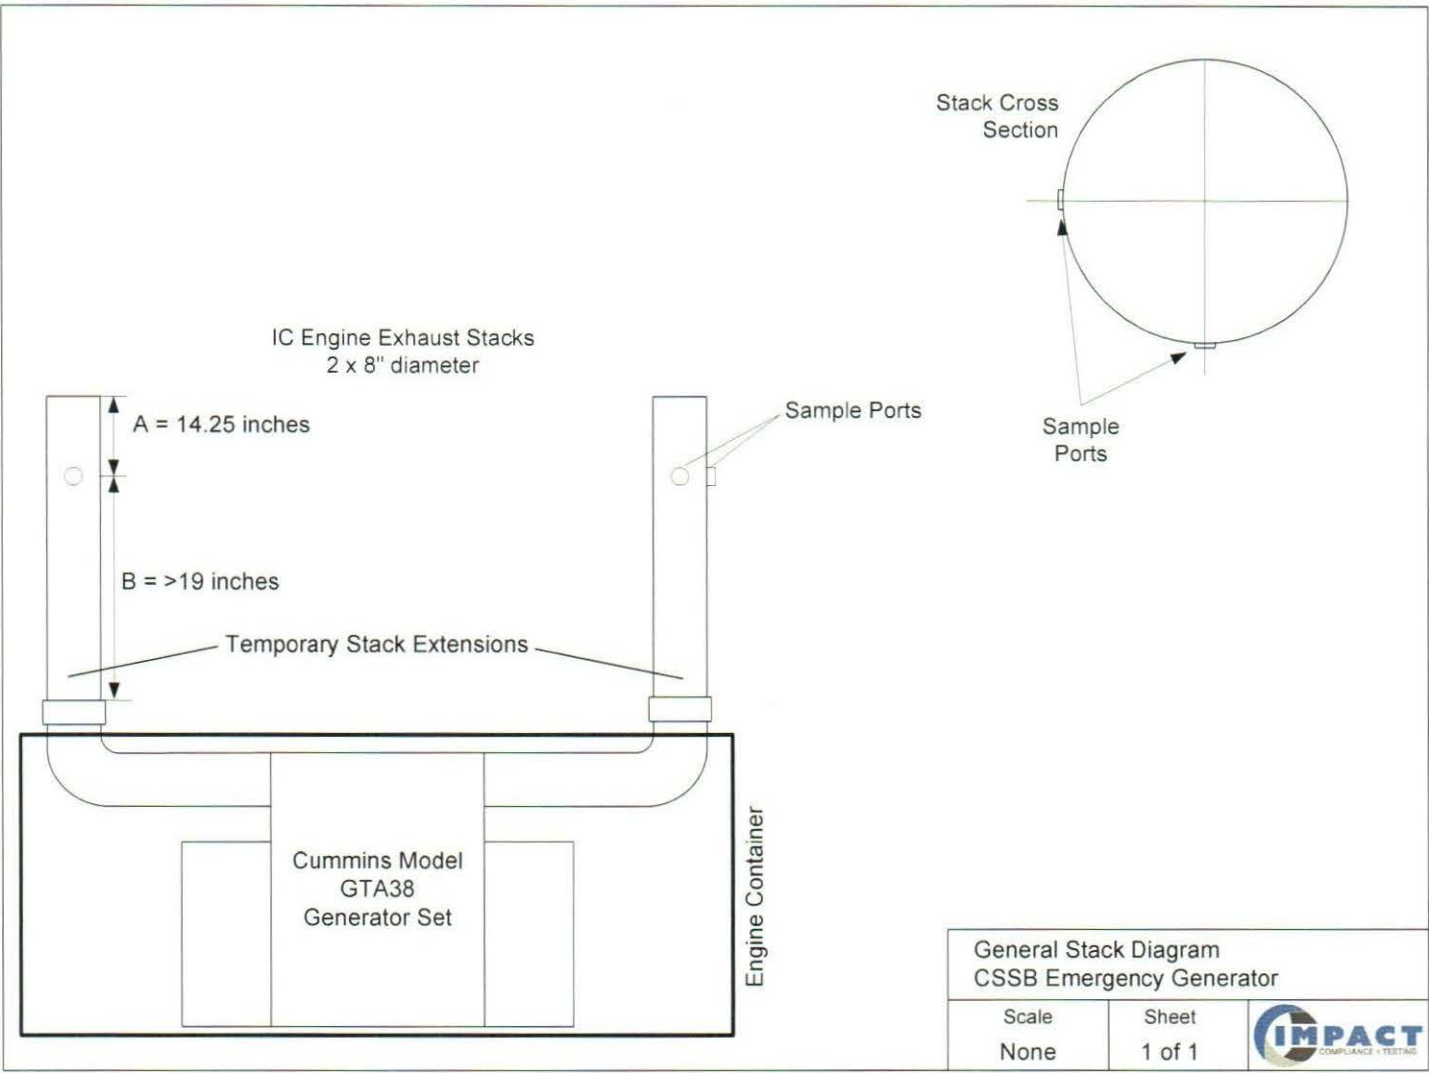 Stack Cross
Section
IC Engine Exhaust Stacks
2 x 8" diameter
A = 14.25 inches
Sample Ports
Sample
Ports
B = >19 inches
Temporary Stack Extensions
Cummins Model
GTA38
Generator Set
Engine Container
General Stack Diagram
CSSB Emergency Generator
Scale
None
Sheet
1 of 1
IMPACT
COMPLIANCE & TESTING